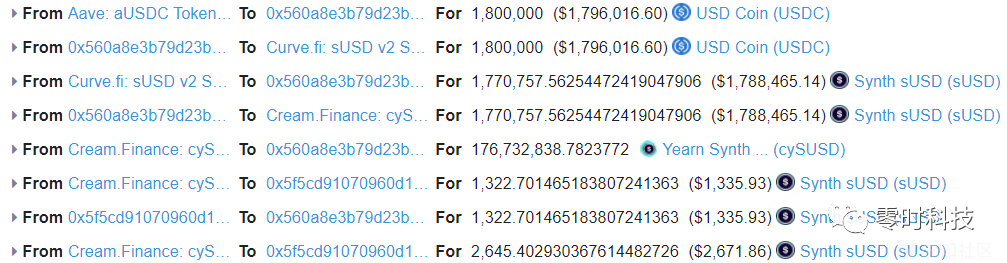 From Aave: aUSDC Token... To 0x560a8e3b79d23b... For 1,800,000 ($1,796,016.60) USD Coin (USDC)
From 0x560a8e3b79d23b... To Curve.fi: sUSD v2 S... For 1,800,000 ($1,796,016.60) USD Coin (USDC)
From Curve.fi: sUSD v2 S... To 0x560a8e3b79d23b... For 1,770,757.56254472419047906 ($1,788,465.14) Synth sUSD (sUSD)
From 0x560a8e3b79d23b... To Cream.Finance: cyS... For 1,770,757.56254472419047906 ($1,788,465.14) Synth sUSD (sUSD)
From Cream.Finance: cyS... To 0x560a8e3b79d23b... For 176,732,838.7823772 Yearn Synth ... (cySUSD)
From Cream.Finance: cyS... To 0x5f5cd91070960d1... For 1,322.701465183807241363 ($1,335.93) Synth sUSD (sUSD)
From 0x5f5cd91070960d1... To 0x560a8e3b79d23b... For 1,322.701465183807241363 ($1,335.93) Synth sUSD (sUSD)
From Cream.Finance: cyS... To 0x5f5cd91070960d1... For 2,645.402930367614482726 ($2,671.86) Synth sUSD (sUSD)
零时科技